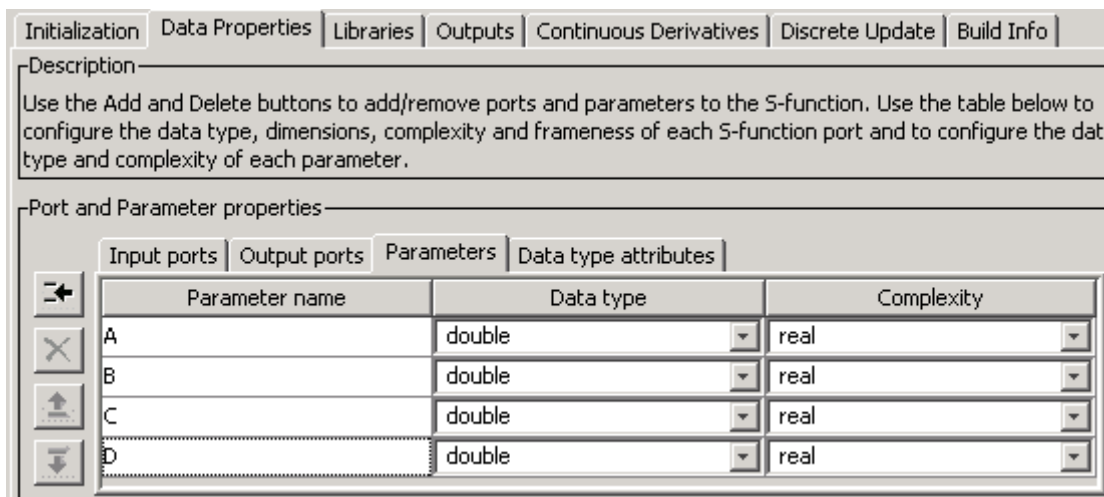 Initialization Data Properties Libraries Outputs Continuous Derivatives Discrete Update Build Info
Description
Use the Add and Delete buttons to add/remove ports and parameters to the S-function. Use the table below to
configure the data type, dimensions, complexity and frameness of each S-function port and to configure the dat
type and complexity of each parameter.
Port and Parameter properties
Input ports Output ports Parameters Data type attributes
Parameter name Data type Complexity
A double real
B double real
C double real
D double real